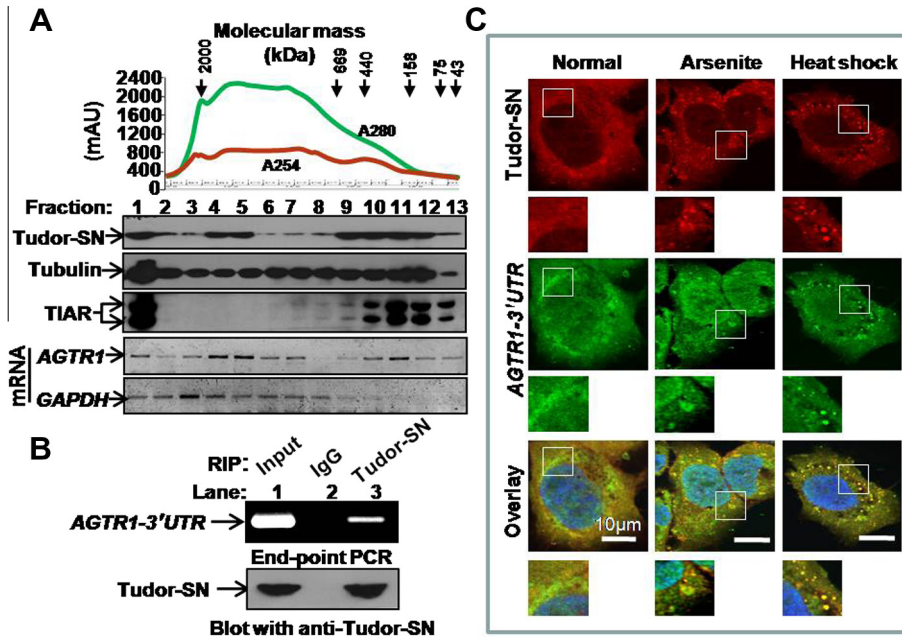 A
Molecular mass
(kDa)
2000
669
440
158
75
43
2400
2000
1600
1200
800
400
0
(mAU)
A280
A254
Fraction: 1 2 3 4 5 6 7 8 9 10 11 12 13
Tudor-SN
Tubulin
TIAR
mRNA
AGTR1
GAPDH
B
RIP: Input IgG Tudor-SN
Lane: 1 2 3
AGTR1-3'UTR
End-point PCR
Tudor-SN
Blot with anti-Tudor-SN
C
Normal Arsenite Heat shock
Tudor-SN
AGTR1-3'UTR
Overlay
10μm